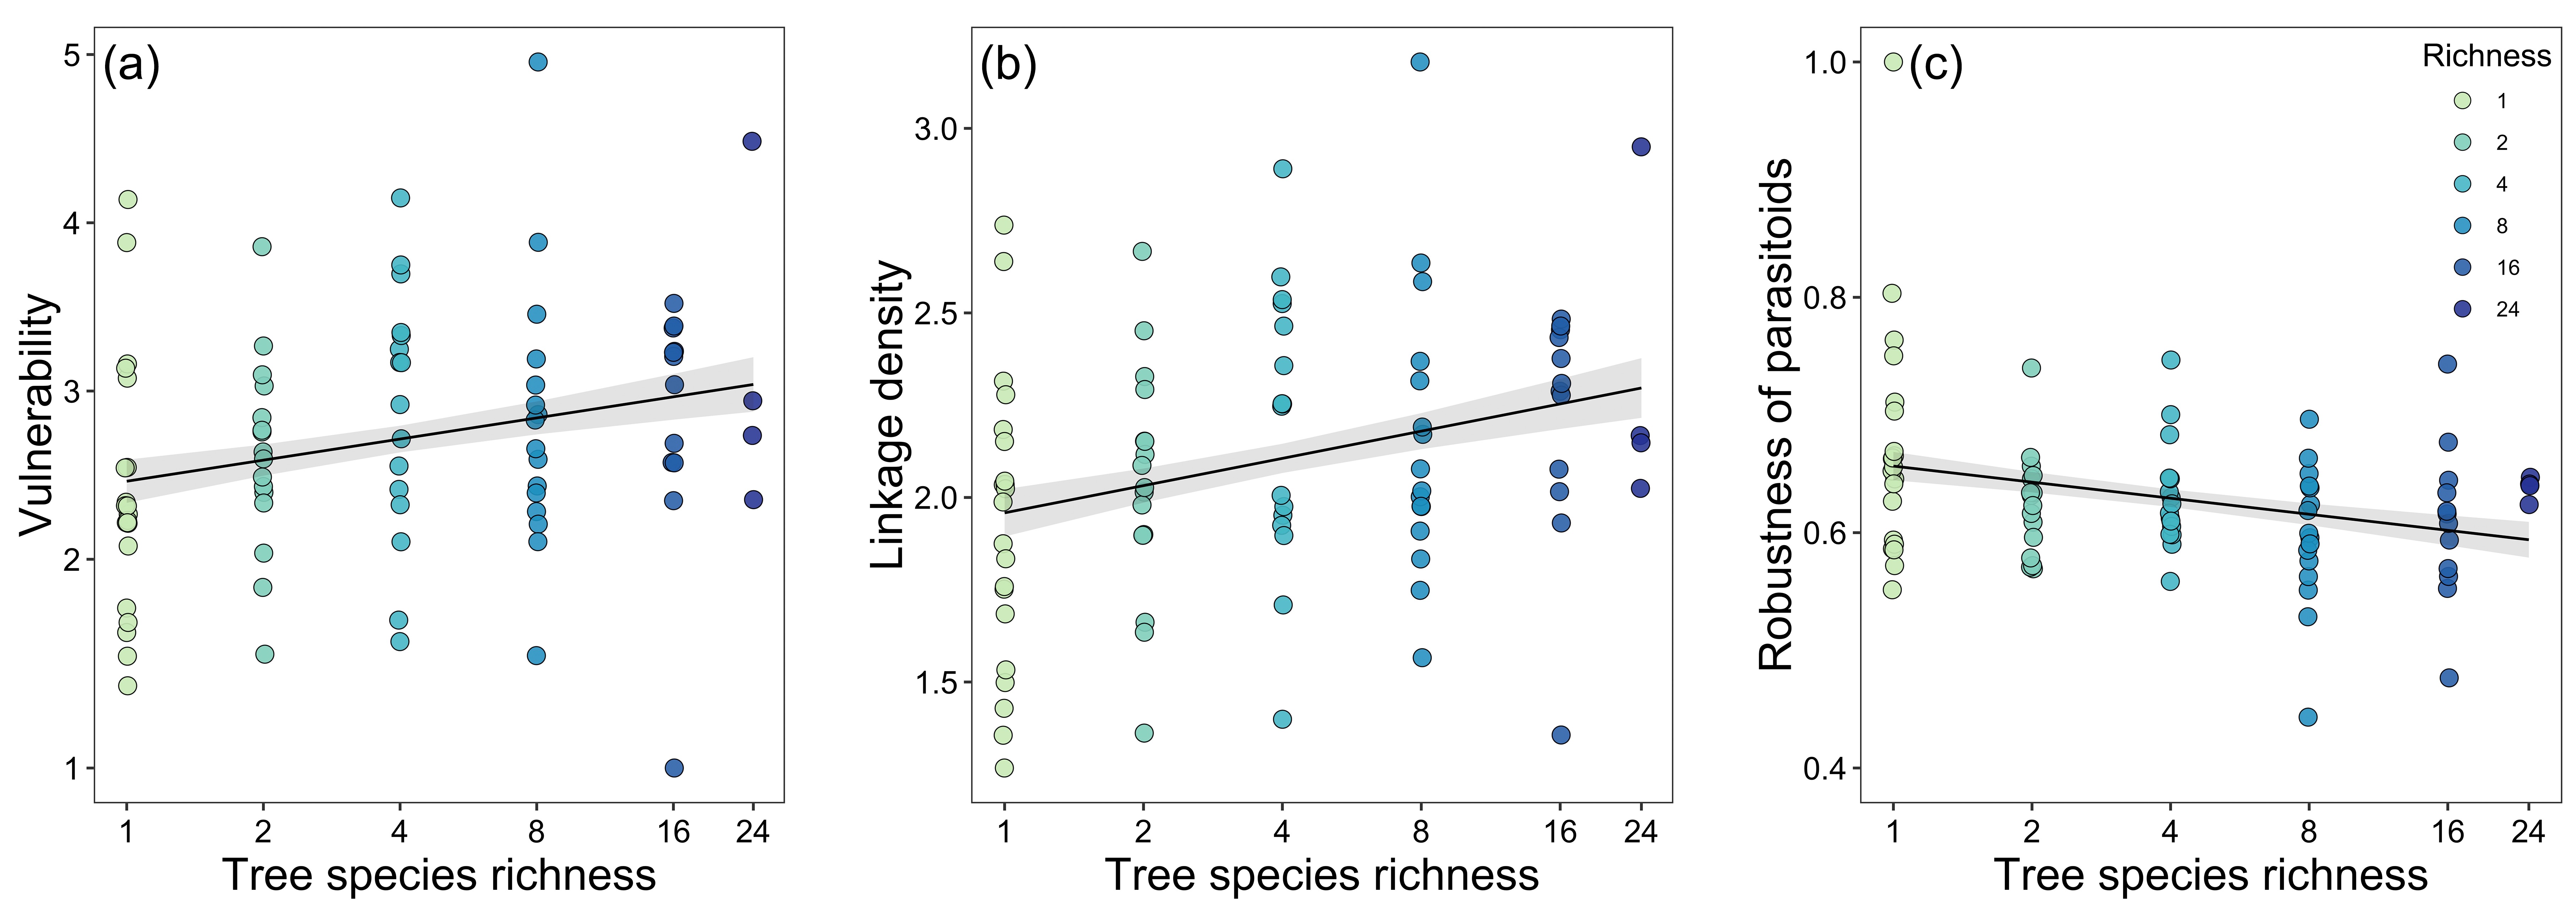 (a)
Vulnerability
5
4
3
2
1
1 2 4 8 16 24
Tree species richness
(b)
Linkage density
3.0
2.5
2.0
1.5
1 2 4 8 16 24
Tree species richness
(c)
Robustness of parasitoids
1.0
0.8
0.6
0.4
1 2 4 8 16 24
Tree species richness
Richness
1
2
4
8
16
24